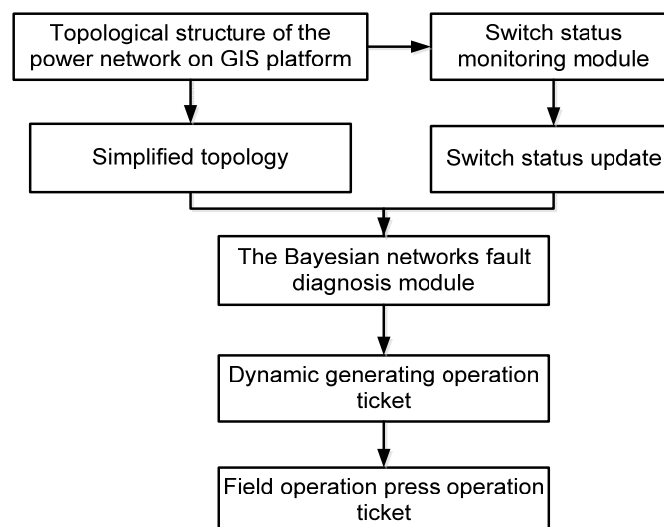 Topological structure of the
power network on GIS platform
Switch status
monitoring module
Simplified topology
Switch status update
The Bayesian networks fault
diagnosis module
Dynamic generating operation
ticket
Field operation press operation
ticket